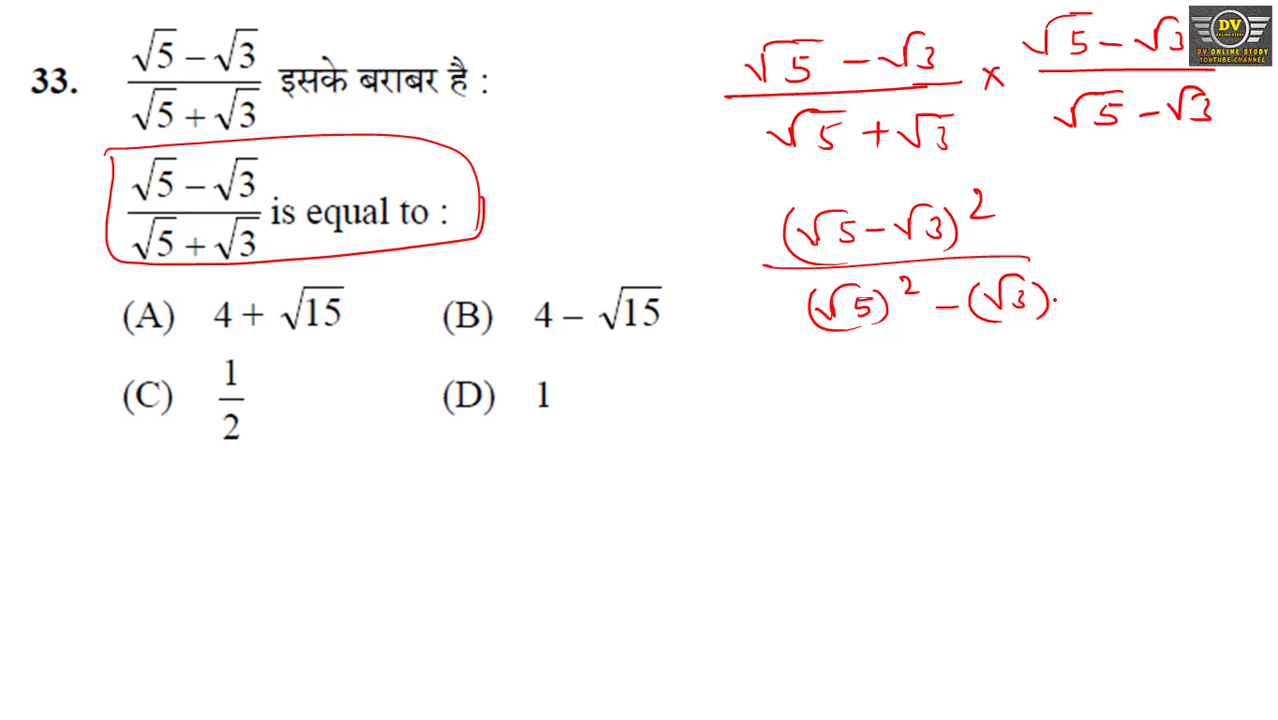 33. √5 − √3 / √5 + √3 इसके बराबर है :
√5 − √3 / √5 + √3 is equal to :
(A) 4 + √15 (B) 4 − √15
(C) 1/2 (D) 1
√5 − √3 / √5 + √3 × √5 − √3 / √5 − √3
(√5 − √3)² / (√5)² − (√3)
DV
DV ONLINE STUDY
YOUTUBE CHANNEL